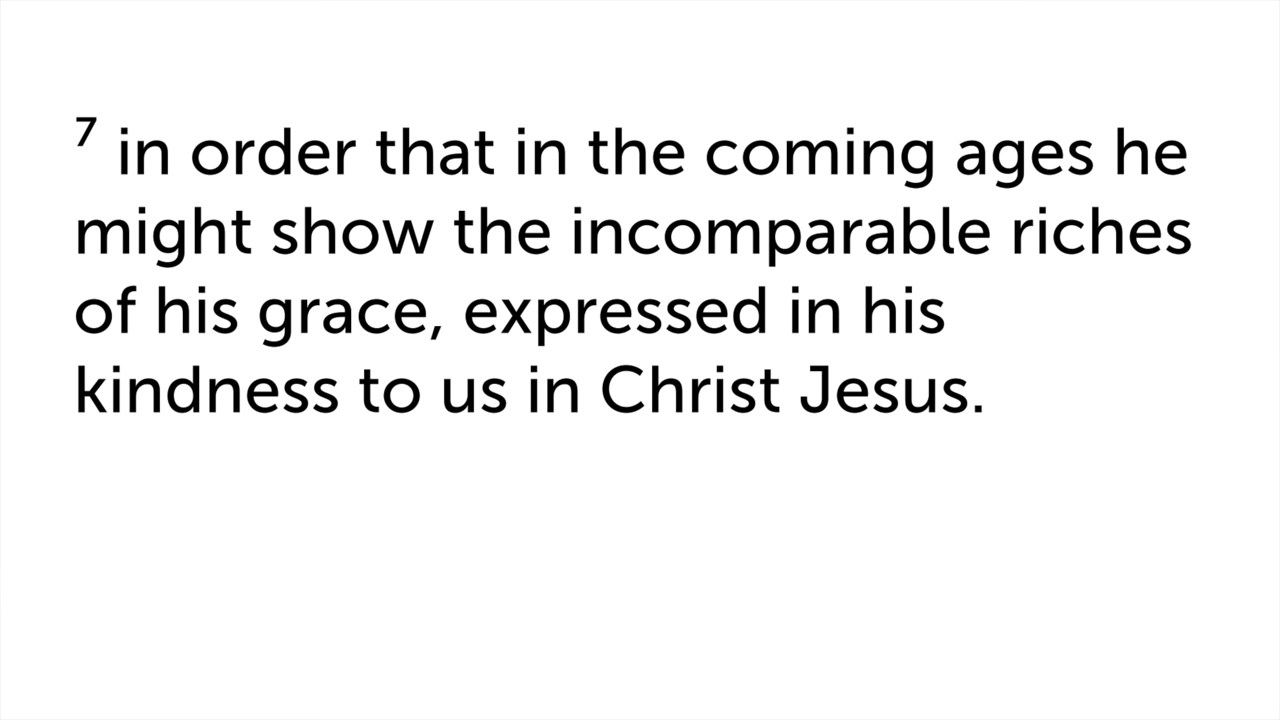 ⁷ in order that in the coming ages he
might show the incomparable riches
of his grace, expressed in his
kindness to us in Christ Jesus.